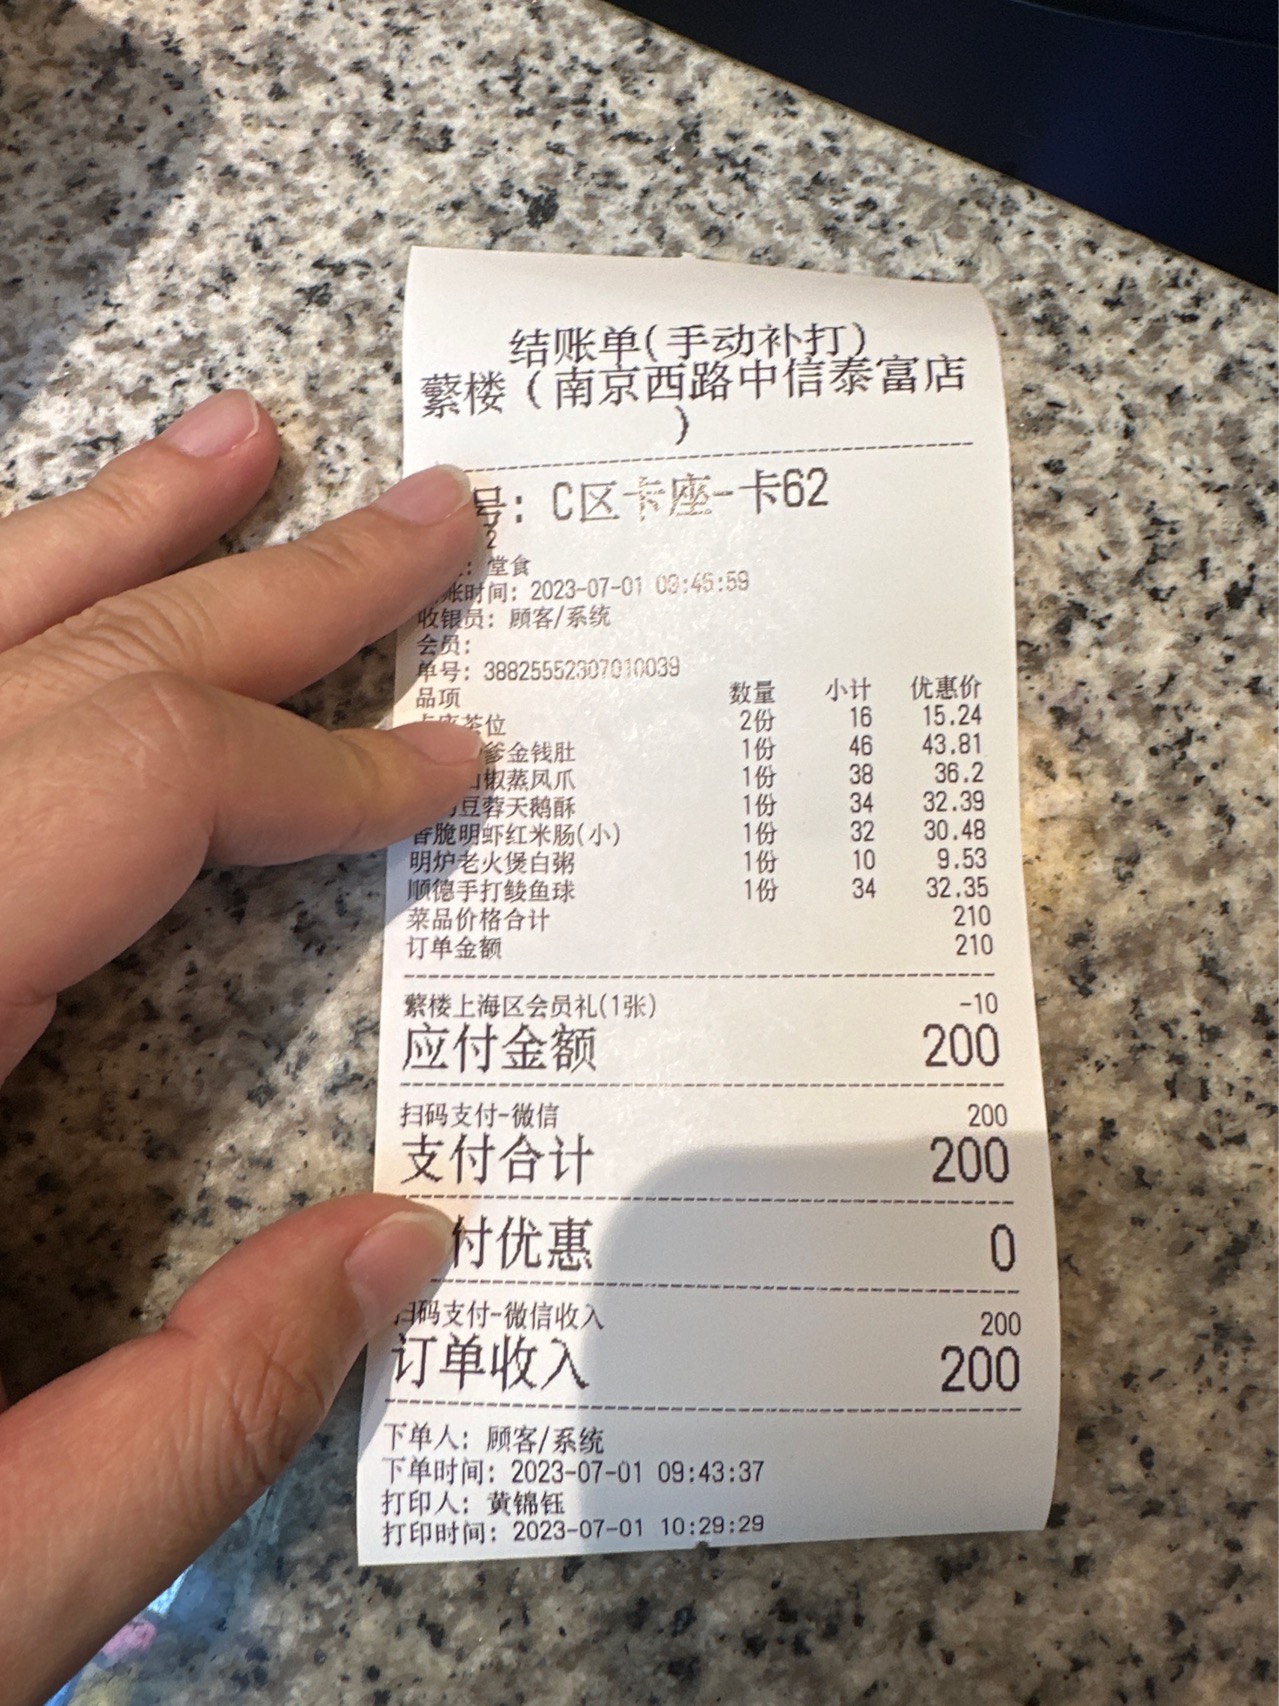 结账单(手动补打)
蘩楼（南京西路中信泰富店
)
号: C区卡座-卡62
2
: 堂食
账时间: 2023-07-01 09:45:59
收银员: 顾客/系统
会员:
单号: 38825552307010039
品项 数量 小计 优惠价
卡座茶位 2份 16 15.24
爹金钱肚 1份 46 43.81
椒蒸凤爪 1份 38 36.2
豆蓉天鹅酥 1份 34 32.39
香脆明虾红米肠(小) 1份 32 30.48
明炉老火煲白粥 1份 10 9.53
顺德手打鲮鱼球 1份 34 32.35
菜品价格合计 210
订单金额 210
蘩楼上海区会员礼(1张) -10
应付金额 200
扫码支付-微信 200
支付合计 200
付优惠 0
扫码支付-微信收入 200
订单收入 200
下单人: 顾客/系统
下单时间: 2023-07-01 09:43:37
打印人: 黄锦钰
打印时间: 2023-07-01 10:29:29